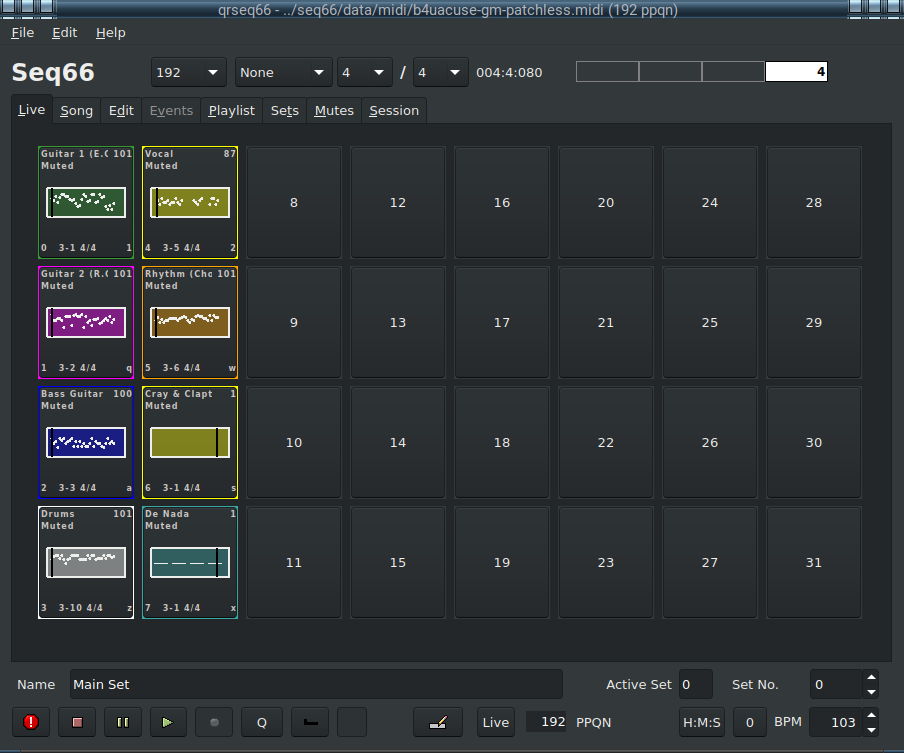 qrseq66 - ../seq66/data/midi/b4uacuse-gm-patchless.midi (192 ppqn)
File Edit Help
Seq66 192 None 4 / 4 004:4:080 4
Live Song Edit Events Playlist Sets Mutes Session
Guitar 1 (E.( 101
Muted
0 3-1 4/4 1
Vocal 87
Muted
4 3-5 4/4 2
8 12 16 20 24 28
Guitar 2 (R.( 101
Muted
1 3-2 4/4 q
Rhythm (Chc 101
Muted
5 3-6 4/4 w
9 13 17 21 25 29
Bass Guitar 100
Muted
2 3-3 4/4 a
Cray & Clapt 1
Muted
6 3-1 4/4 s
10 14 18 22 26 30
Drums 101
Muted
3 3-10 4/4 z
De Nada 1
Muted
7 3-1 4/4 x
11 15 19 23 27 31
Name Main Set Active Set 0 Set No. 0
Q Live 192 PPQN H:M:S 0 BPM 103